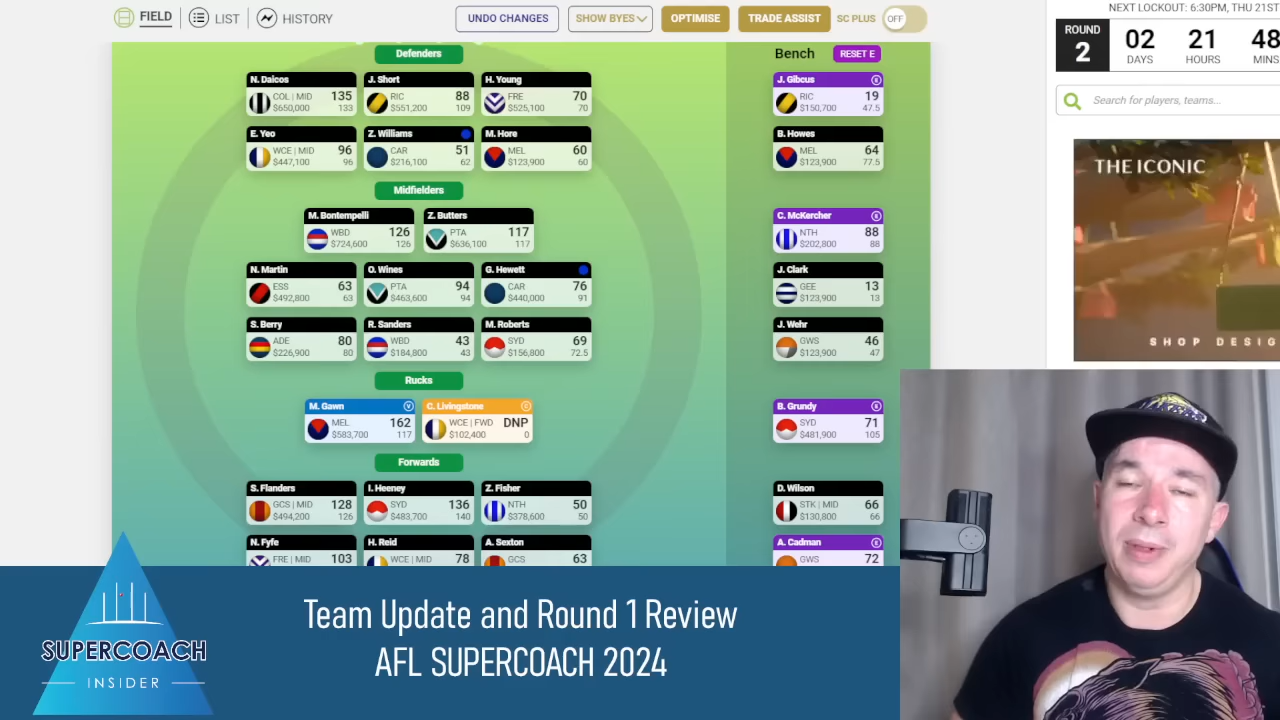 FIELD LIST HISTORY
UNDO CHANGES SHOW BYES OPTIMISE TRADE ASSIST SC PLUS OFF
NEXT LOCKOUT: 6:30PM, THU 21ST
ROUND 2 02 DAYS 21 HOURS 48 MINS
Search for players, teams...
THE ICONIC
SHOP DESIG
Defenders Bench RESET E
N. Daicos J. Short H. Young J. Gibcus E
COL | MID 135 RIC 88 FRE 70 RIC 19
$650,000 133 $551,200 109 $525,100 70 $150,700 47.5
E. Yeo Z. Williams M. Hore B. Howes
WCE | MID 96 CAR 51 MEL 60 MEL 64
$447,100 96 $216,100 62 $123,900 60 $123,900 77.5
Midfielders
M. Bontempelli Z. Butters C. McKercher E
WBD 126 PTA 117 NTH 88
$724,600 126 $636,100 117 $202,800 88
N. Martin O. Wines G. Hewett J. Clark
ESS 63 PTA 94 CAR 76 GEE 13
$492,800 63 $463,600 94 $440,000 91 $123,900 13
S. Berry R. Sanders M. Roberts J. Wehr
ADE 80 WBD 43 SYD 69 GWS 46
$226,900 80 $184,800 43 $156,800 72.5 $123,900 47
Rucks
M. Gawn V C. Livingstone C B. Grundy E
MEL 162 WCE | FWD DNP SYD 71
$583,700 117 $102,400 0 $481,900 105
Forwards
S. Flanders I. Heeney Z. Fisher D. Wilson
GCS | MID 128 SYD 136 NTH 50 STK | MID 66
$494,200 126 $483,700 140 $378,600 50 $130,800 66
N. Fyfe H. Reid A. Sexton A. Cadman E
FRE | MID 103 WCE | MID 78 GCS 63 GWS 72
SUPERCOACH
INSIDER
Team Update and Round 1 Review
AFL SUPERCOACH 2024